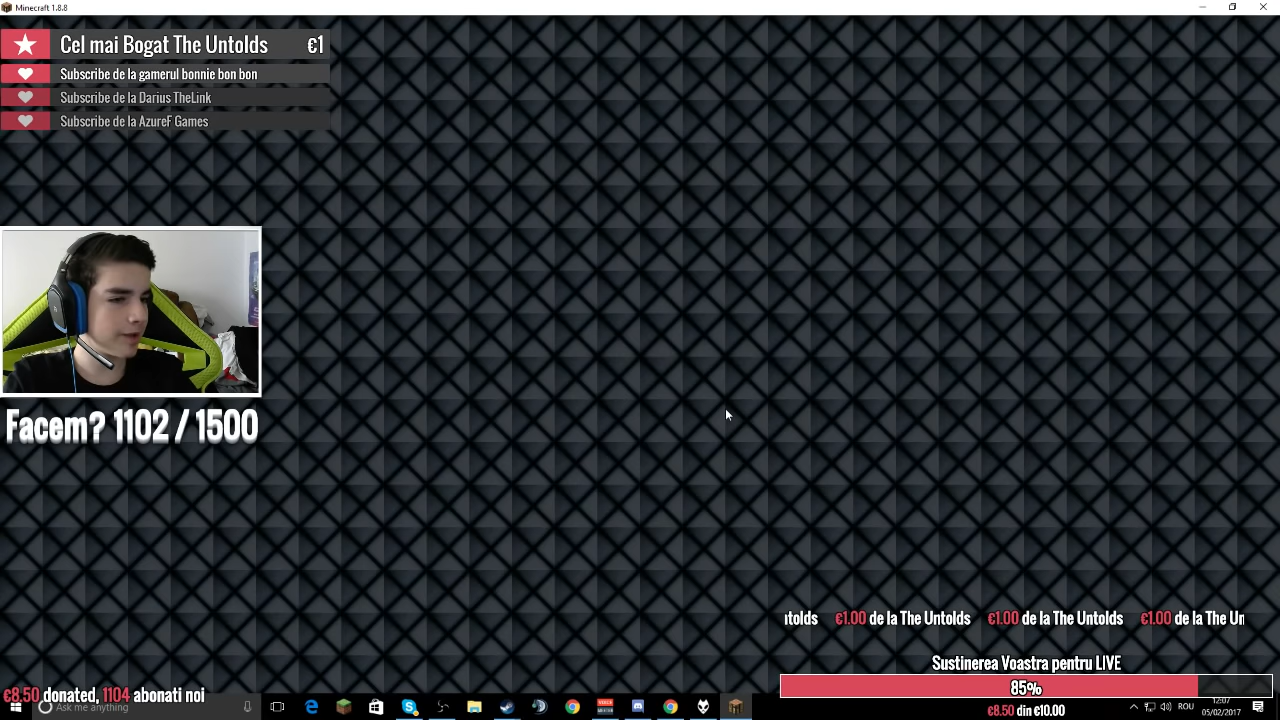 Minecraft 1.8.8
Cel mai Bogat The Untolds €1
Subscribe de la gamerul bonnie bon bon
Subscribe de la Darius TheLink
Subscribe de la AzureF Games
Facem? 1102 / 1500
ntolds €1.00 de la The Untolds €1.00 de la The Untolds €1.00 de la The Un
Sustinerea Voastra pentru LIVE
85%
€8.50 din €10.00
€8.50 donated, 1104 abonati noi
Ask me anything
ROU
12:07
05/02/2017